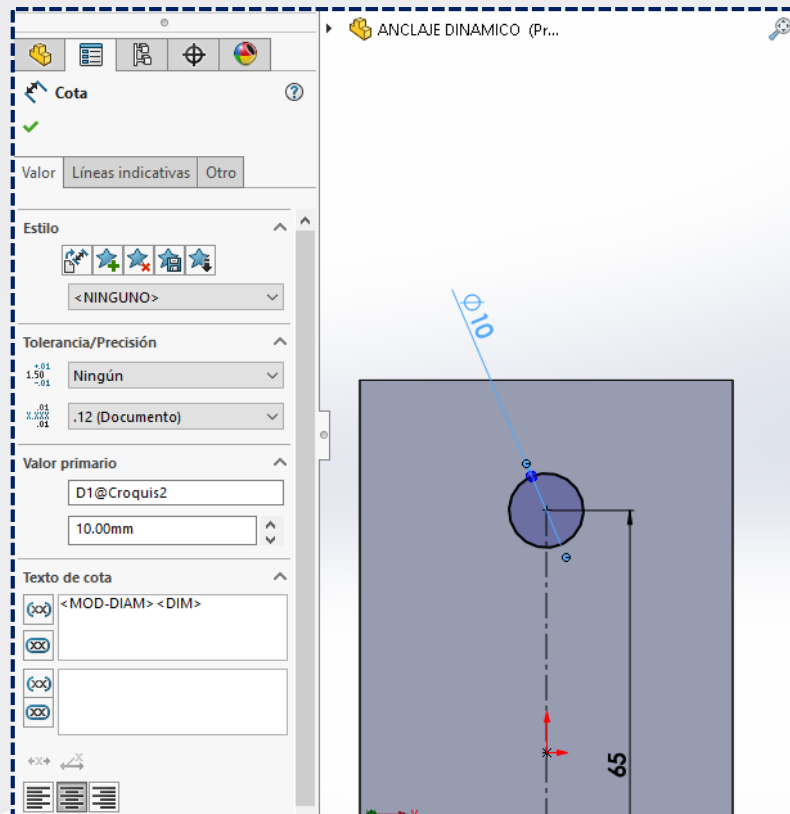 ANCLAJE DINAMICO (Pr...
Cota
Valor
Líneas indicativas
Otro
Estilo
<NINGUNO>
Tolerancia/Precisión
Ningún
.12 (Documento)
Valor primario
D1@Croquis2
10.00mm
Texto de cota
<MOD-DIAM><DIM>
∅10
65